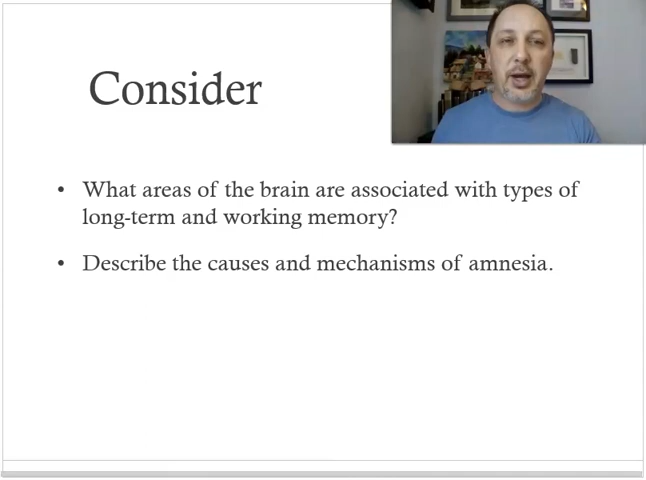 Consider
• What areas of the brain are associated with types of
long-term and working memory?
• Describe the causes and mechanisms of amnesia.